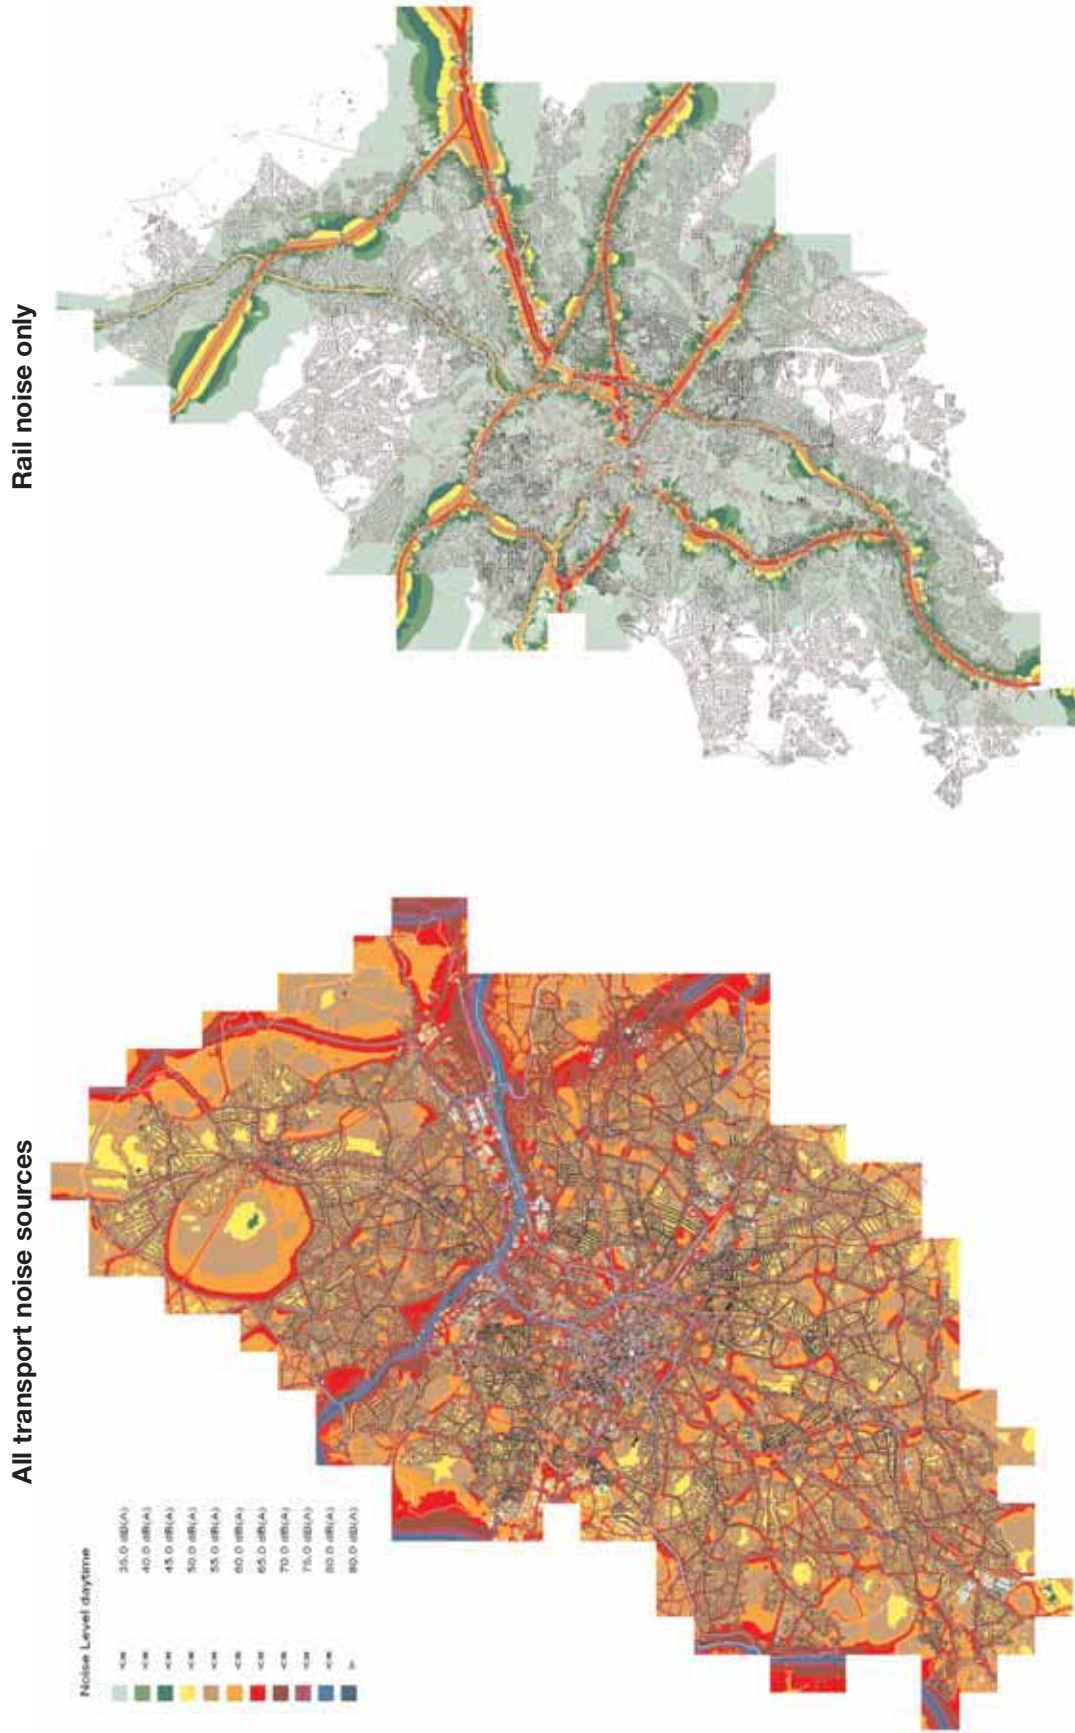 Rail noise only
All transport noise sources
Noise Level daytime
<= 35.0 dB(A)
<= 40.0 dB(A)
<= 45.0 dB(A)
<= 50.0 dB(A)
<= 55.0 dB(A)
<= 60.0 dB(A)
<= 65.0 dB(A)
<= 70.0 dB(A)
<= 75.0 dB(A)
<= 80.0 dB(A)
> 80.0 dB(A)